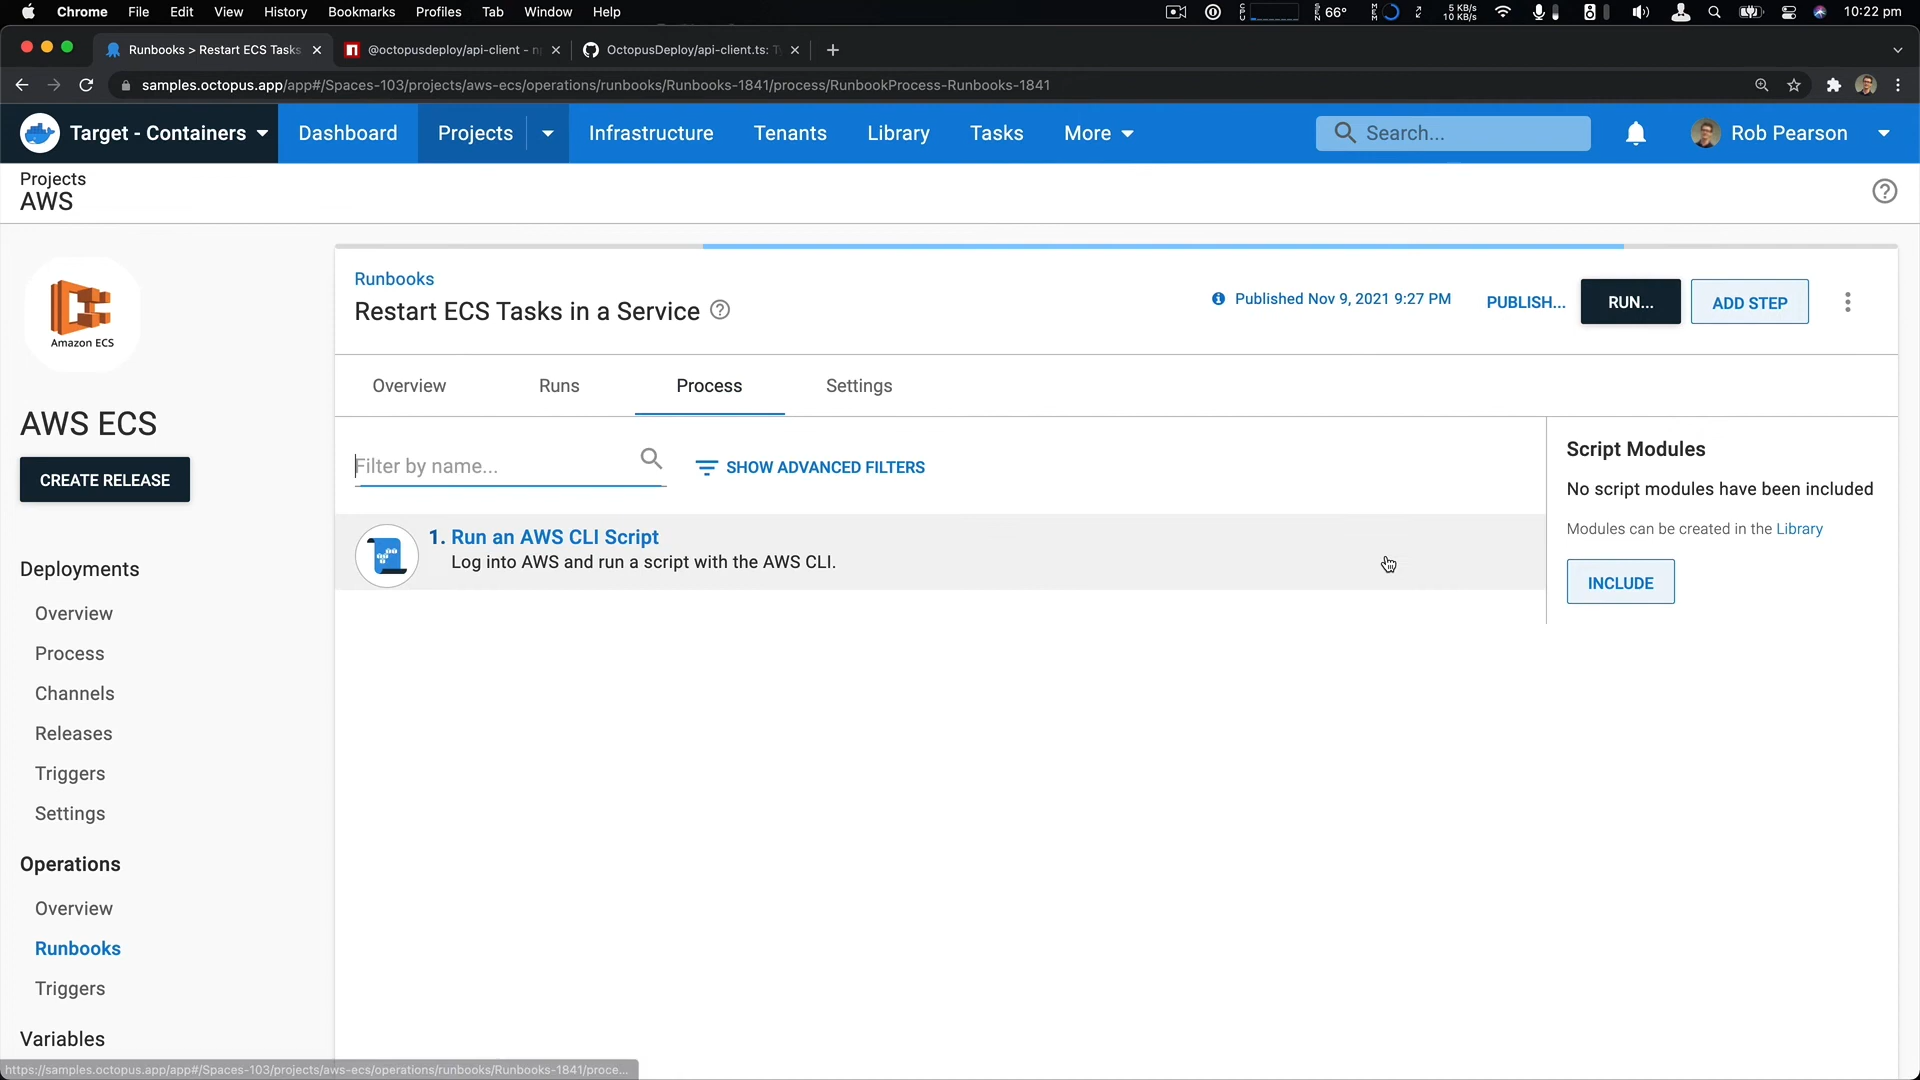 Chrome File Edit View History Bookmarks Profiles Tab Window Help 66° 5 KB/s 10 KB/s 10:22 pm
Runbooks > Restart ECS Tasks @octopusdeploy/api-client - n OctopusDeploy/api-client.ts: T
samples.octopus.app/app#/Spaces-103/projects/aws-ecs/operations/runbooks/Runbooks-1841/process/RunbookProcess-Runbooks-1841
Target - Containers Dashboard Projects Infrastructure Tenants Library Tasks More Search... Rob Pearson
Projects
AWS
Amazon ECS
AWS ECS
CREATE RELEASE
Deployments
Overview
Process
Channels
Releases
Triggers
Settings
Operations
Overview
Runbooks
Triggers
Variables
Runbooks
Restart ECS Tasks in a Service
Published Nov 9, 2021 9:27 PM PUBLISH... RUN... ADD STEP
Overview Runs Process Settings
Filter by name... SHOW ADVANCED FILTERS
1. Run an AWS CLI Script
Log into AWS and run a script with the AWS CLI.
Script Modules
No script modules have been included
Modules can be created in the Library
INCLUDE
https://samples.octopus.app/app#/Spaces-103/projects/aws-ecs/operations/runbooks/Runbooks-1841/proce...